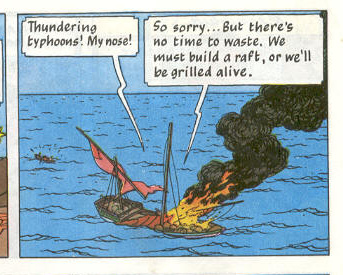 Thundering
typhoons! My nose!
So sorry... But there's
no time to waste. We
must build a raft, or we'll
be grilled alive.